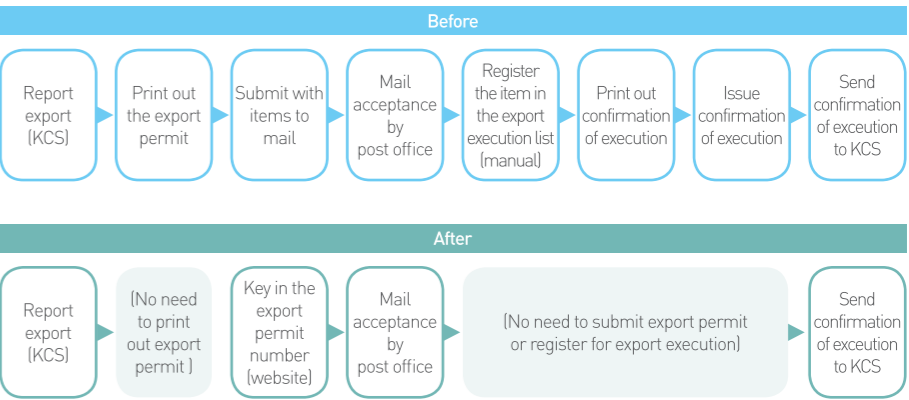 Before
Report
export
(KCS)
Print out
the export
permit
Submit with
items to
mail
Mail
acceptance
by
post office
Register
the item in
the export
execution list
(manual)
Print out
confirmation
of execution
Issue
confirmation
of execution
Send
confirmation
of exceution
to KCS
After
Report
export
(KCS)
(No need
to print
out export
permit )
Key in the
export
permit
number
(website)
Mail
acceptance
by
post office
(No need to submit export permit
or register for export execution)
Send
confirmation
of exceution
to KCS